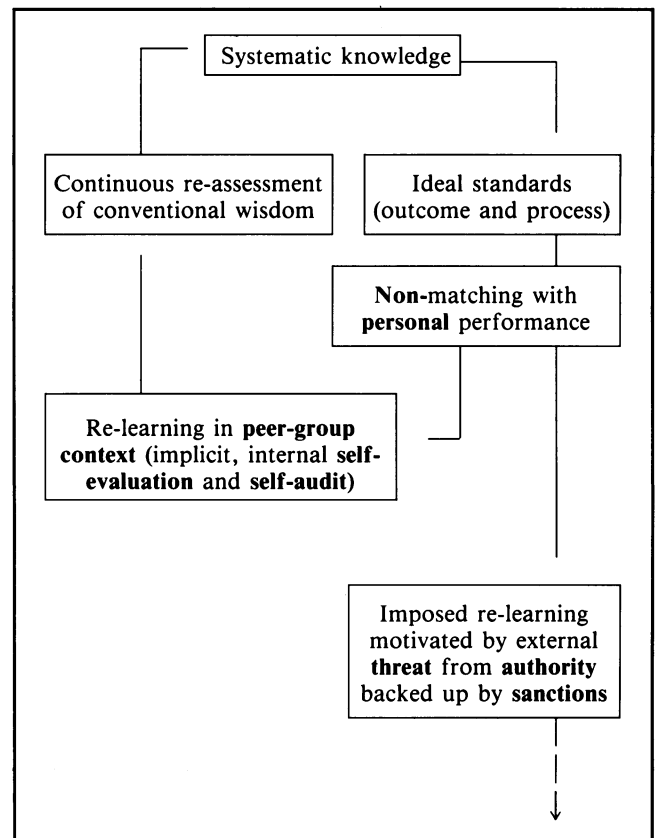 Systematic knowledge
Continuous re-assessment
of conventional wisdom
Ideal standards
(outcome and process)
Non-matching with
personal performance
Re-learning in peer-group
context (implicit, internal self-
evaluation and self-audit)
Imposed re-learning
motivated by external
threat from authority
backed up by sanctions